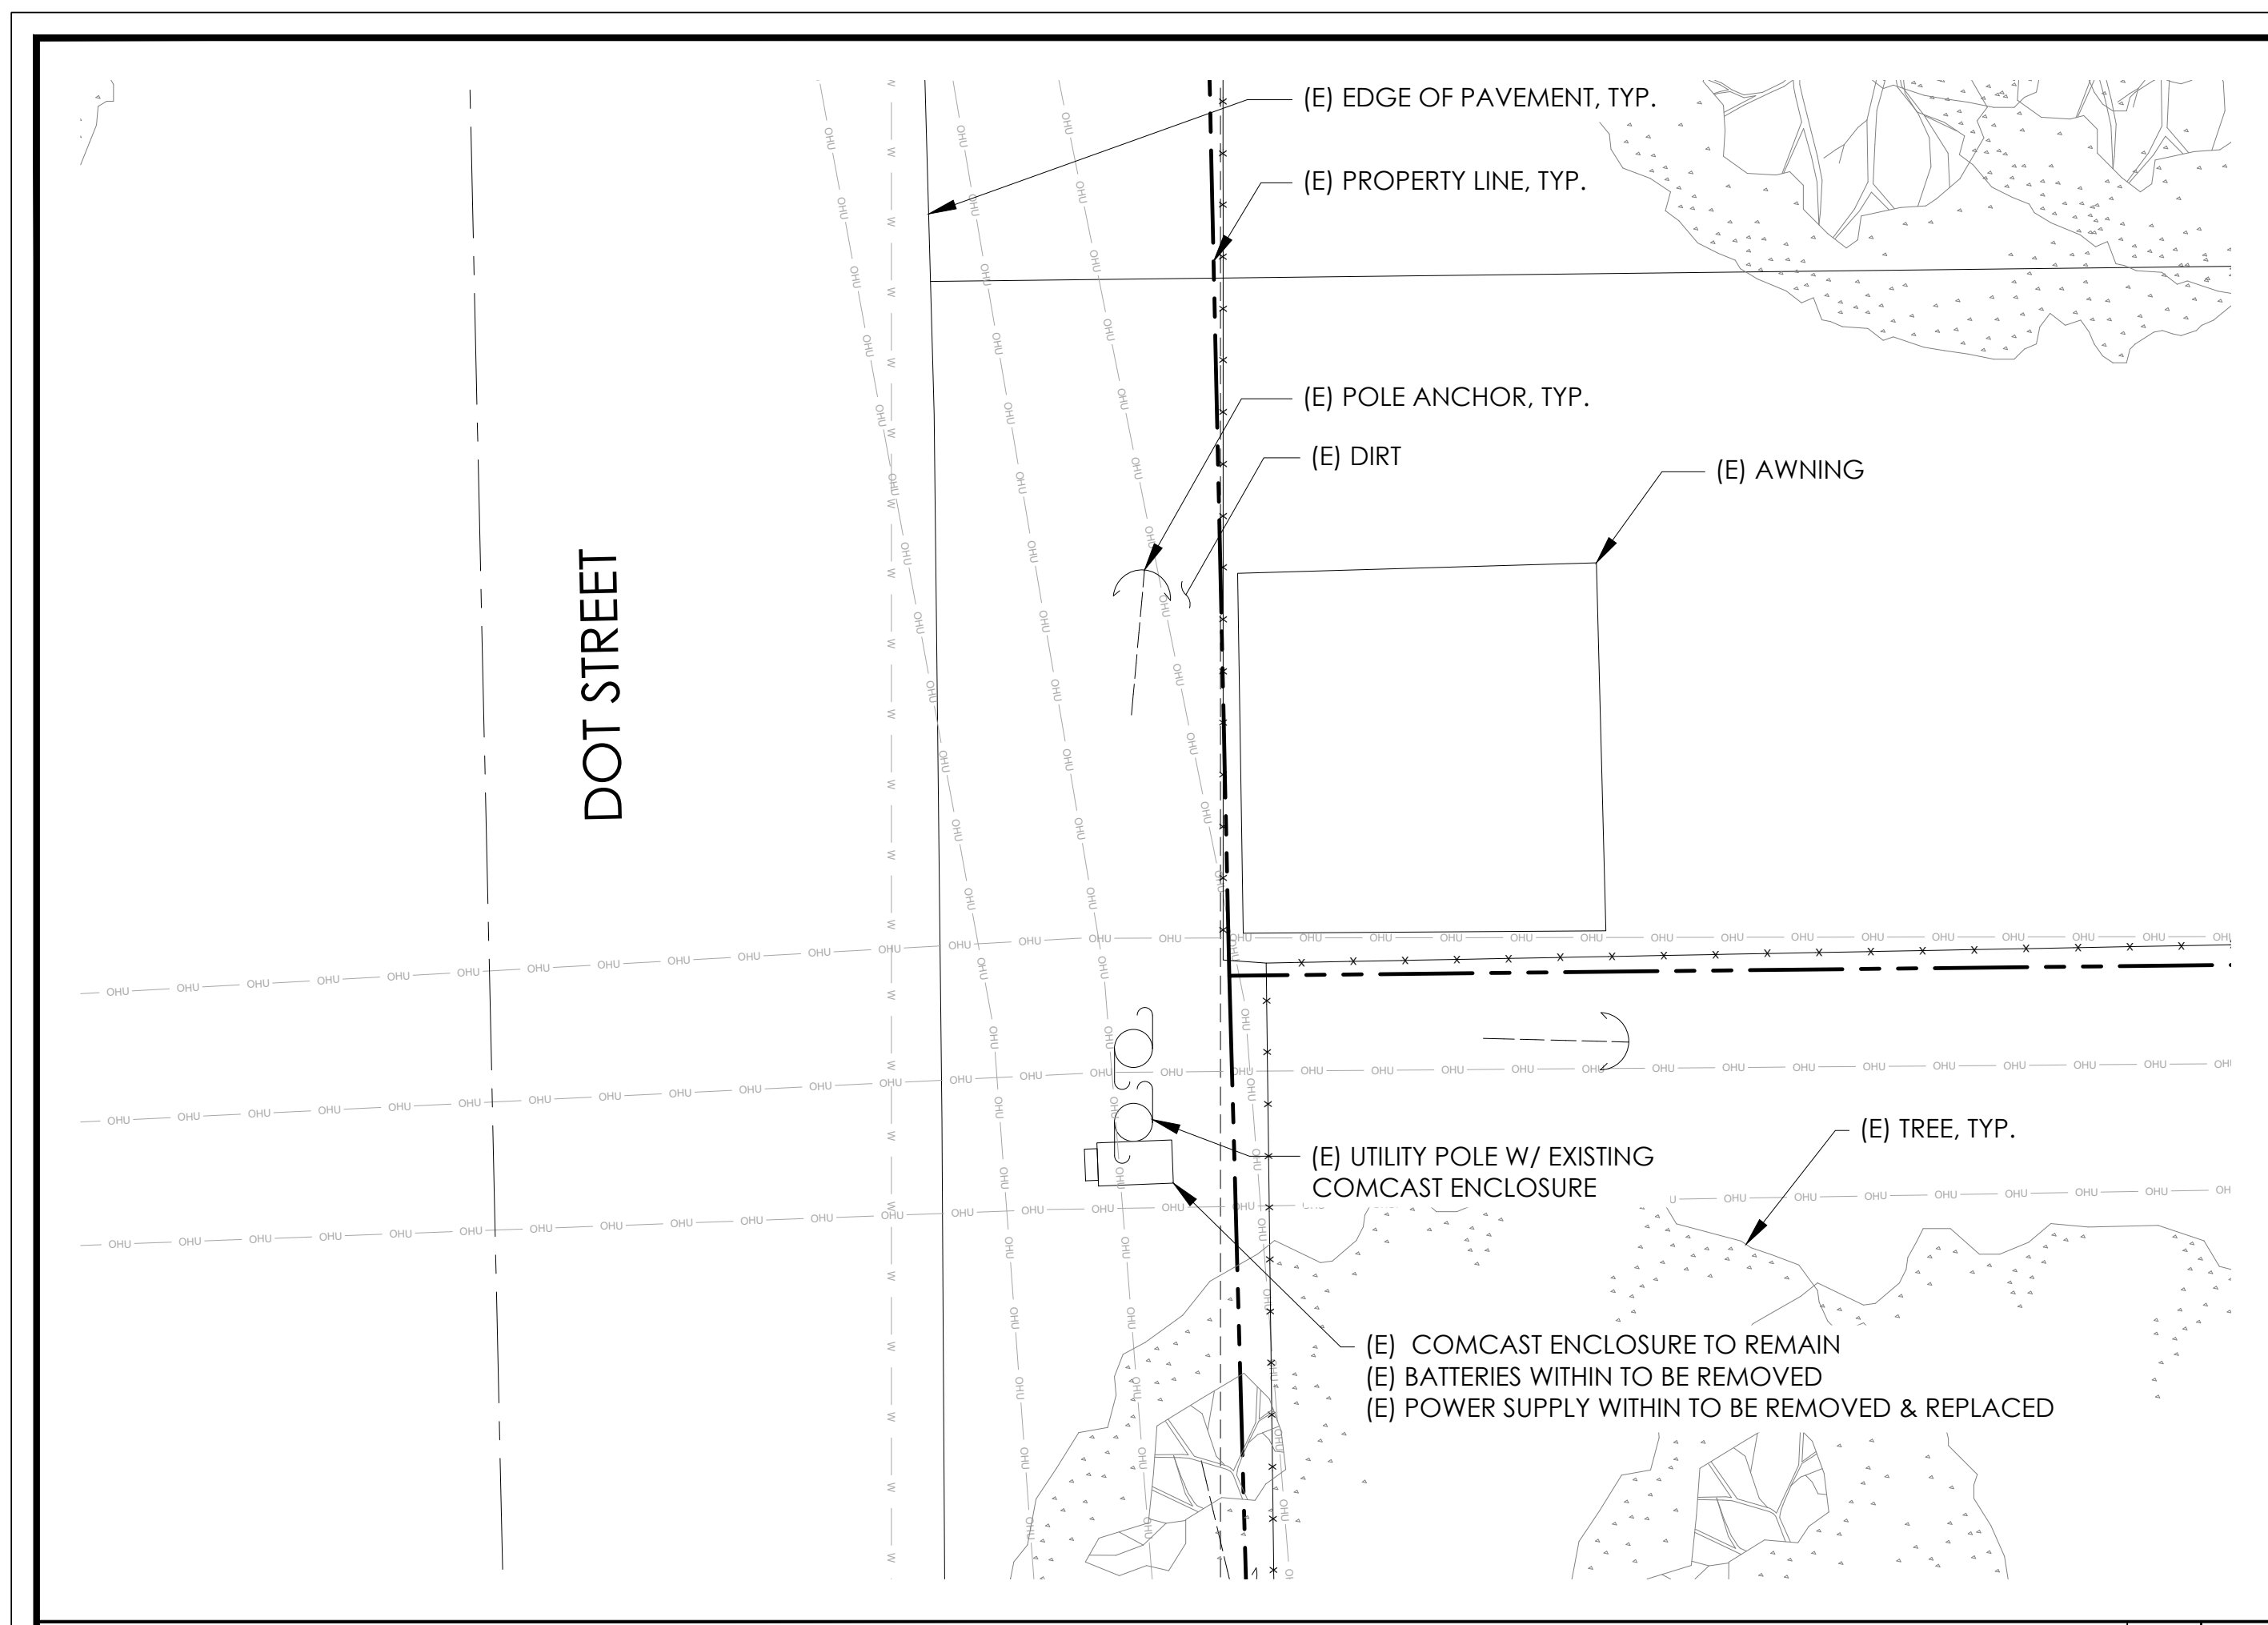 (E) EDGE OF PAVEMENT, TYP.
(E) PROPERTY LINE, TYP.
(E) POLE ANCHOR, TYP.
(E) DIRT
(E) AWNING
DOT STREET
(E) TREE, TYP.
(E) UTILITY POLE W/ EXISTING
COMCAST ENCLOSURE
(E) COMCAST ENCLOSURE TO REMAIN
(E) BATTERIES WITHIN TO BE REMOVED
(E) POWER SUPPLY WITHIN TO BE REMOVED & REPLACED
OHU
W